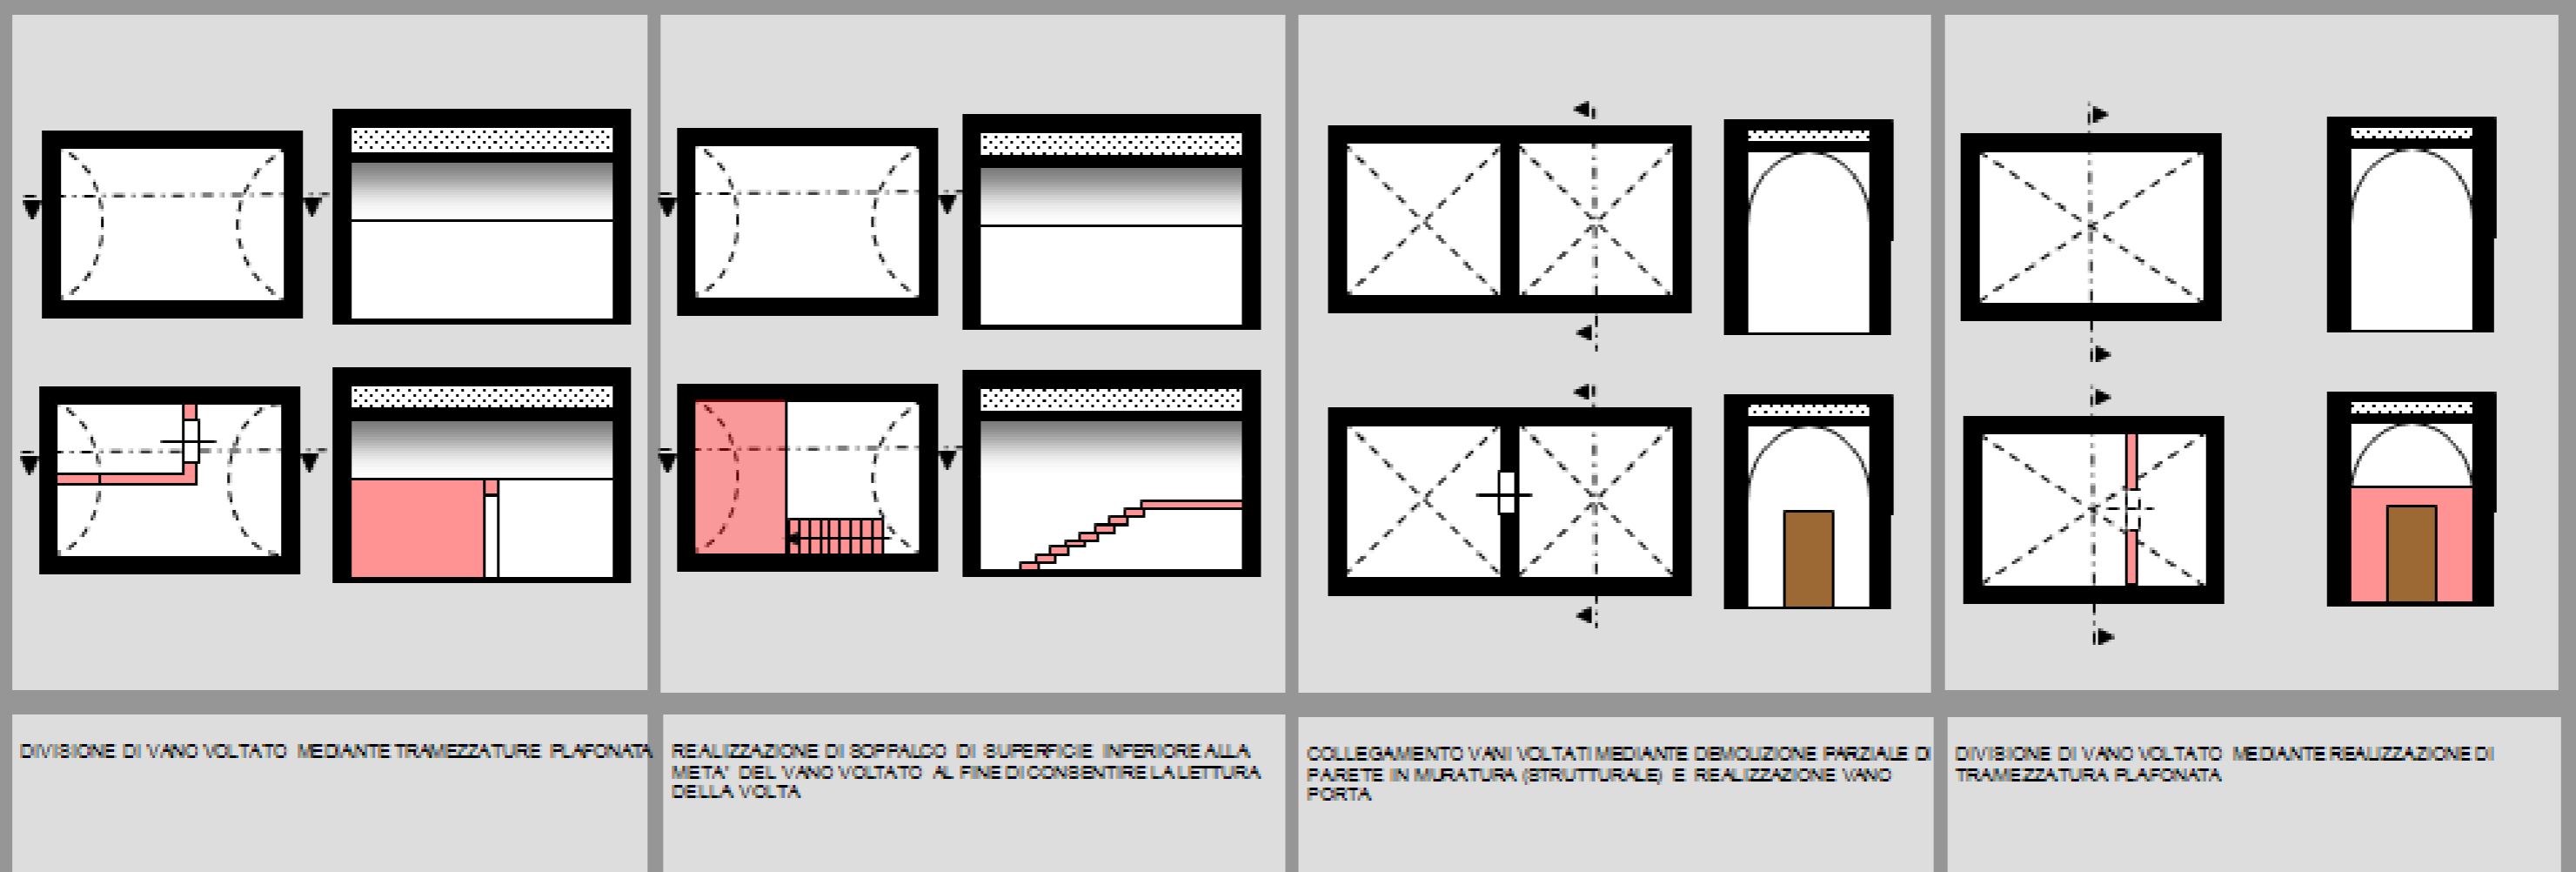 DIVISIONE DI VANO VOLTATO MEDIANTE TRAMEZZATURE PLAFONATA
REALIZZAZIONE DI SOPPALCO DI SUPERFICIE INFERIORE ALLA
META' DEL VANO VOLTATO AL FINE DI CONSENTIRE LA LETTURA
DELLA VOLTA
COLLEGAMENTO VANI VOLTATI MEDIANTE DEMOLIZIONE PARZIALE DI
PARETE IN MURATURA (STRUTTURALE) E REALIZZAZIONE VANO
PORTA
DIVISIONE DI VANO VOLTATO MEDIANTE REALIZZAZIONE DI
TRAMEZZATURA PLAFONATA